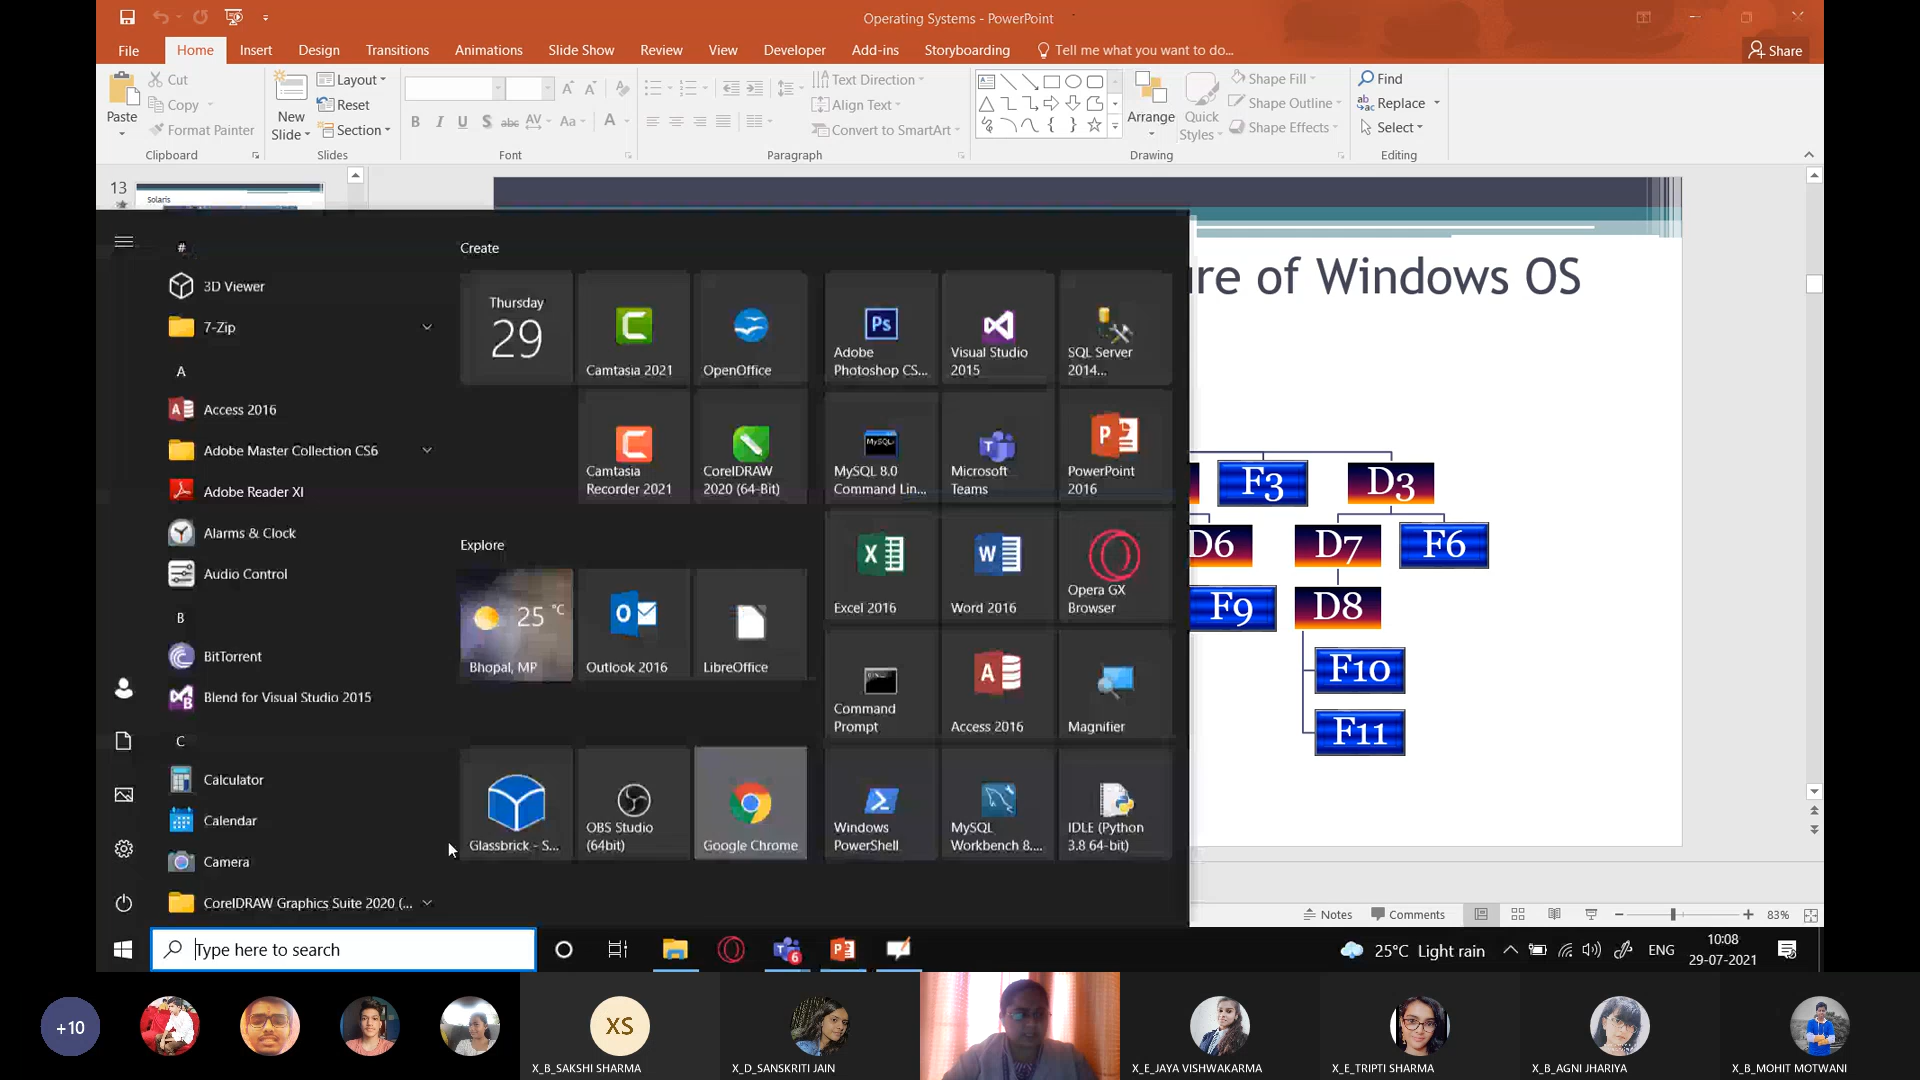 Operating Systems - PowerPoint
File Home Insert Design Transitions Animations Slide Show Review View Developer Add-ins Storyboarding Tell me what you want to do... Share
Paste
Cut
Copy
Format Painter
Clipboard
New Slide
Layout
Reset
Section
Slides
B I U S abc AV Aa A
Font
Text Direction
Align Text
Convert to SmartArt
Paragraph
Arrange
Quick Styles
Shape Fill
Shape Outline
Shape Effects
Drawing
Find
Replace
Select
Editing
13
Solaris
re of Windows OS
F3 D3
D6 D7 F6
F9 D8
F10
F11
#
3D Viewer
7-Zip
A
Access 2016
Adobe Master Collection CS6
Adobe Reader XI
Alarms & Clock
Audio Control
B
BitTorrent
Blend for Visual Studio 2015
C
Calculator
Calendar
Camera
CorelDRAW Graphics Suite 2020 (...
Create
Thursday
29
Camtasia 2021
OpenOffice
Ps
Adobe
Photoshop CS...
Visual Studio
2015
SQL Server
2014...
Camtasia
Recorder 2021
CorelDRAW
2020 (64-Bit)
MySQL
MySQL 8.0
Command Lin...
Microsoft
Teams
PowerPoint
2016
Explore
25 °C
Bhopal, MP
Outlook 2016
LibreOffice
Excel 2016
Word 2016
Opera GX
Browser
Command
Prompt
Access 2016
Magnifier
Glassbrick - S...
OBS Studio
(64bit)
Google Chrome
Windows
PowerShell
MySQL
Workbench 8....
IDLE (Python
3.8 64-bit)
Notes Comments 83%
Type here to search
6
25°C Light rain
ENG
10:08
29-07-2021
+10
XS
X_B_SAKSHI SHARMA
X_D_SANSKRITI JAIN
X_E_JAYA VISHWAKARMA
X_E_TRIPTI SHARMA
X_B_AGNI JHARIYA
X_B_MOHIT MOTWANI